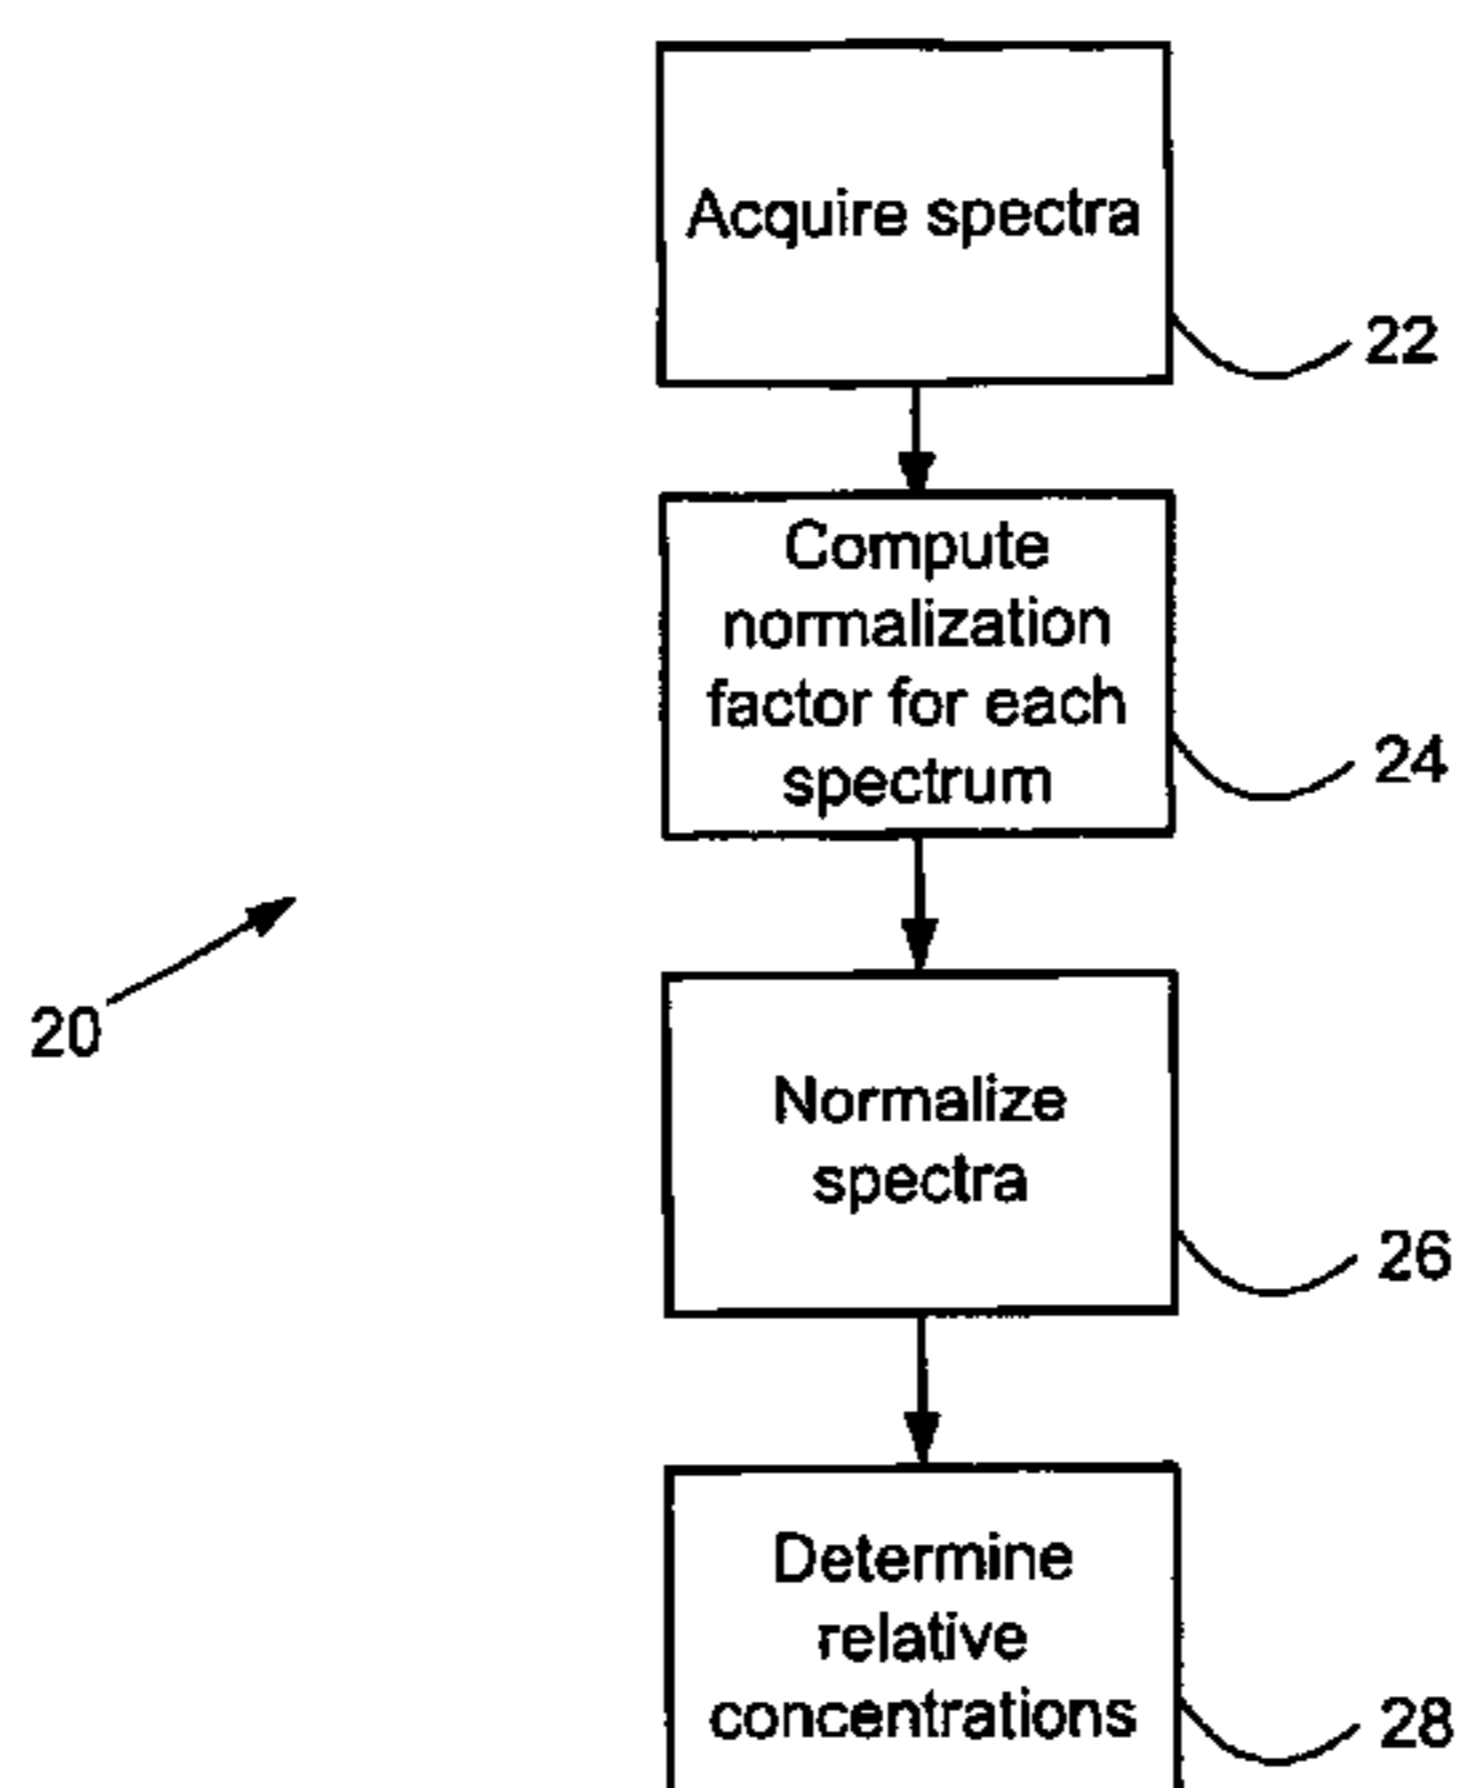 Acquire spectra
22
Compute
normalization
factor for each
spectrum
24
20
Normalize
spectra
26
Determine
relative
concentrations
28